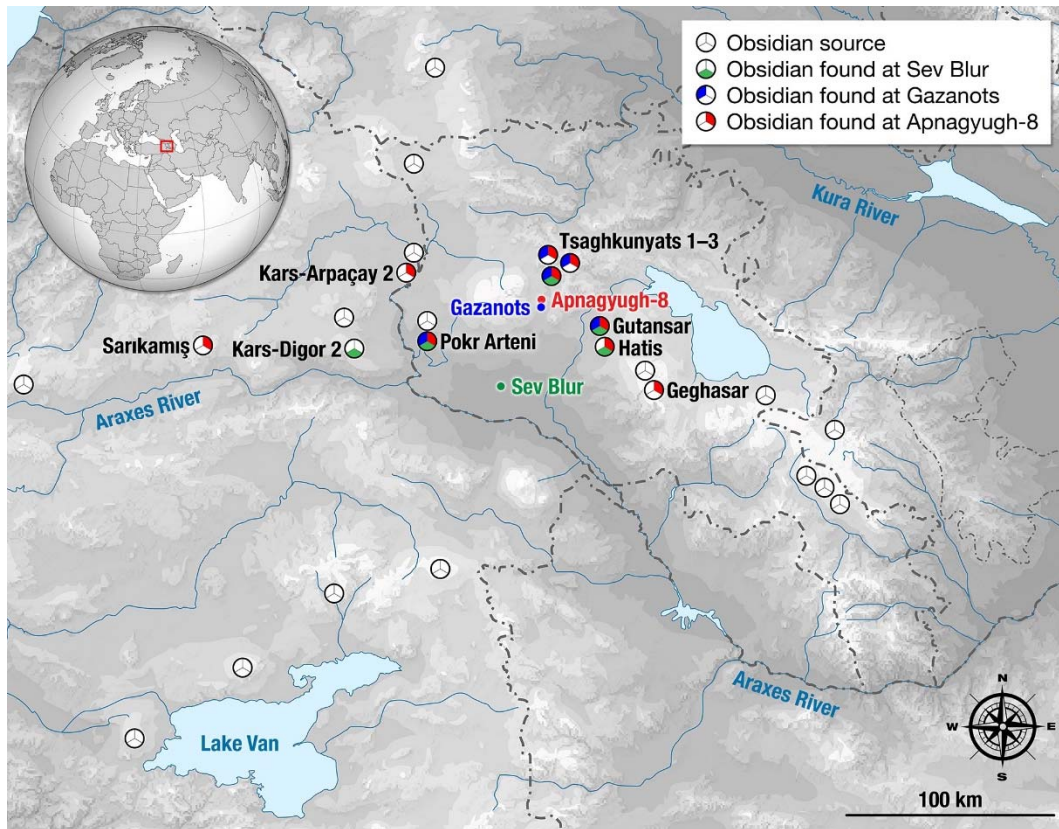 Obsidian source
Obsidian found at Sev Blur
Obsidian found at Gazanots
Obsidian found at Apnagyugh-8
Kura River
Tsaghkunyats 1–3
Kars-Arpaçay 2
Apnagyugh-8
Gazanots
Gutansar
Sarıkamış
Kars-Digor 2
Pokr Arteni
Hatis
Sev Blur
Geghasar
Araxes River
Araxes River
Lake Van
N
W
E
S
100 km